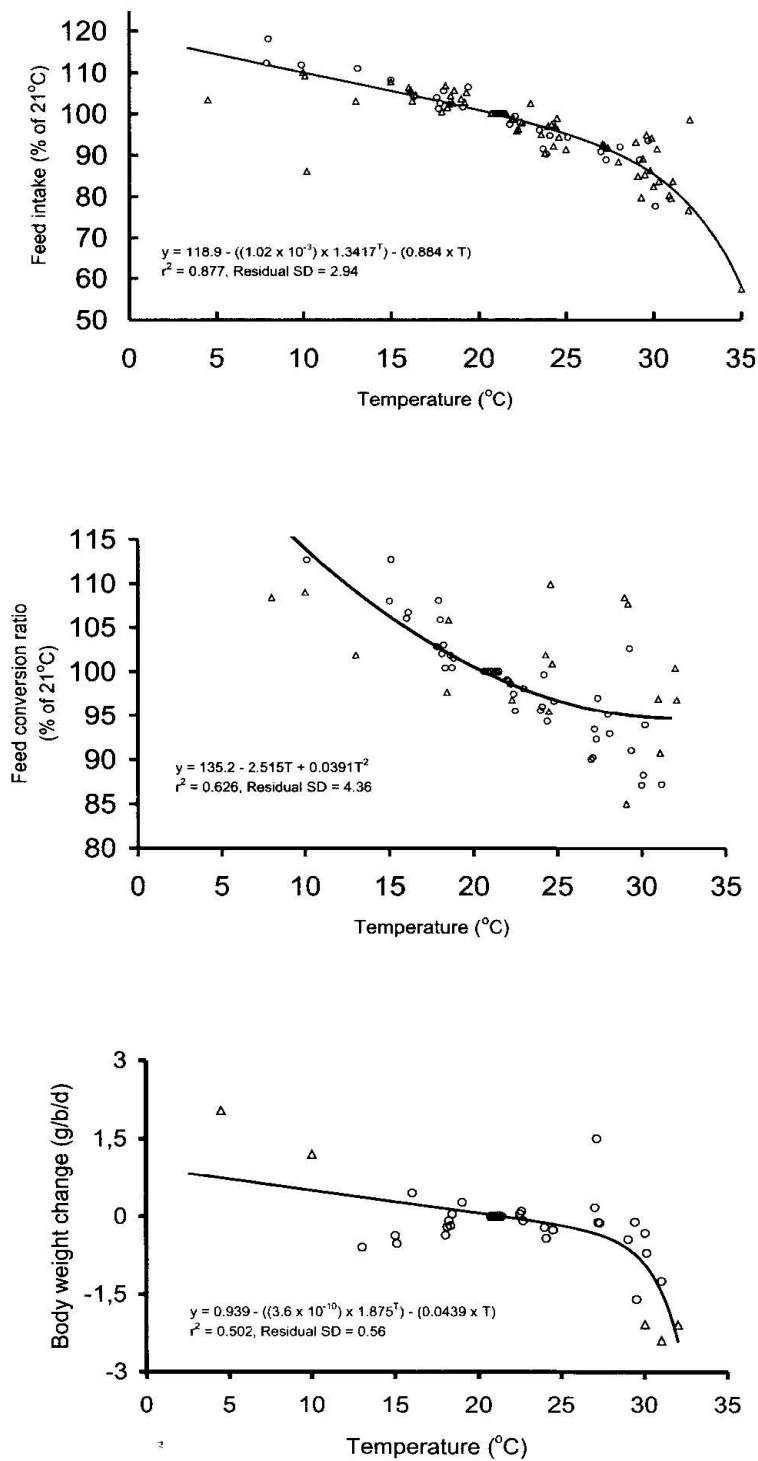 Feed intake (% of 21°C)
120
110
100
90
80
70
60
50
y = 118.9 - ((1.02 x 10⁻³) x 1.3417ᵀ) - (0.884 x T)
r² = 0.877, Residual SD = 2.94
0 5 10 15 20 25 30 35
Temperature (°C)
Feed conversion ratio
(% of 21°C)
115
110
105
100
95
90
85
80
y = 135.2 - 2.515T + 0.0391T²
r² = 0.626, Residual SD = 4.36
0 5 10 15 20 25 30 35
Temperature (°C)
Body weight change (g/b/d)
3
1,5
0
-1,5
-3
y = 0.939 - ((3.6 x 10⁻¹⁰) x 1.875ᵀ) - (0.0439 x T)
r² = 0.502, Residual SD = 0.56
0 5 10 15 20 25 30 35
Temperature (°C)